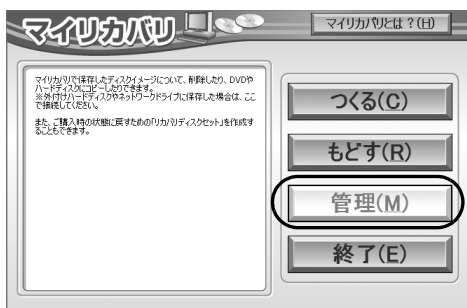 マイリカバリ
マイリカバリとは？(H)
マイリカバリで保存したディスクイメージについて、削除したり、DVDや
ハードディスクにコピーしたりできます。
※外付けハードディスクやネットワークドライブに保存した場合は、ここ
で接続してください。
また、ご購入時の状態に戻すための「リカバリディスクセット」を作成す
ることもできます。
つくる(C)
もどす(R)
管理(M)
終了(E)